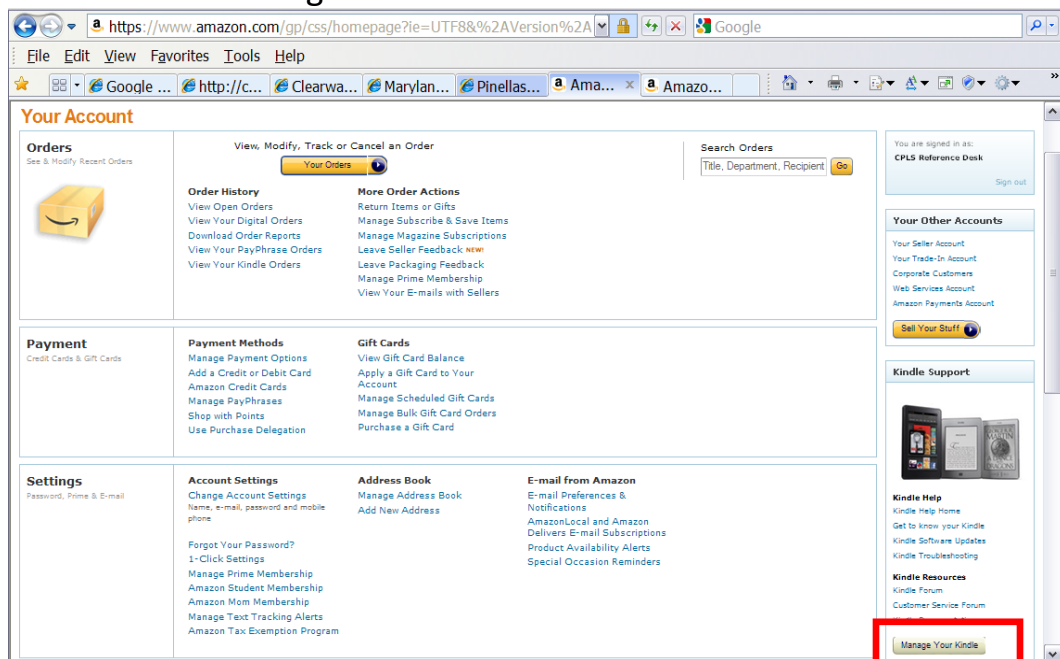 https://www.amazon.com/gp/css/homepage?ie=UTF8&%2AVersion%2A
Google
File Edit View Favorites Tools Help
Google ... http://c... Clearwa... Marylan... Pinellas... Ama... x Amazo... »
Your Account
Orders
See & Modify Recent Orders
View, Modify, Track or Cancel an Order
Your Orders
Search Orders
Title, Department, Recipient Go
Order History
View Open Orders
View Your Digital Orders
Download Order Reports
View Your PayPhrase Orders
View Your Kindle Orders
More Order Actions
Return Items or Gifts
Manage Subscribe & Save Items
Manage Magazine Subscriptions
Leave Seller Feedback NEW!
Leave Packaging Feedback
Manage Prime Membership
View Your E-mails with Sellers
Payment
Credit Cards & Gift Cards
Payment Methods
Manage Payment Options
Add a Credit or Debit Card
Amazon Credit Cards
Manage PayPhrases
Shop with Points
Use Purchase Delegation
Gift Cards
View Gift Card Balance
Apply a Gift Card to Your
Account
Manage Scheduled Gift Cards
Manage Bulk Gift Card Orders
Purchase a Gift Card
Settings
Password, Prime & E-mail
Account Settings
Change Account Settings
Name, e-mail, password and mobile
phone
Forgot Your Password?
1-Click Settings
Manage Prime Membership
Amazon Student Membership
Amazon Mom Membership
Manage Text Tracking Alerts
Amazon Tax Exemption Program
Address Book
Manage Address Book
Add New Address
E-mail from Amazon
E-mail Preferences &
Notifications
AmazonLocal and Amazon
Delivers E-mail Subscriptions
Product Availability Alerts
Special Occasion Reminders
You are signed in as:
CPLS Reference Desk
Sign out
Your Other Accounts
Your Seller Account
Your Trade-In Account
Corporate Customers
Web Services Account
Amazon Payments Account
Sell Your Stuff
Kindle Support
Kindle Help
Kindle Help Home
Get to know your Kindle
Kindle Software Updates
Kindle Troubleshooting
Kindle Resources
Kindle Forum
Customer Service Forum
Manage Your Kindle